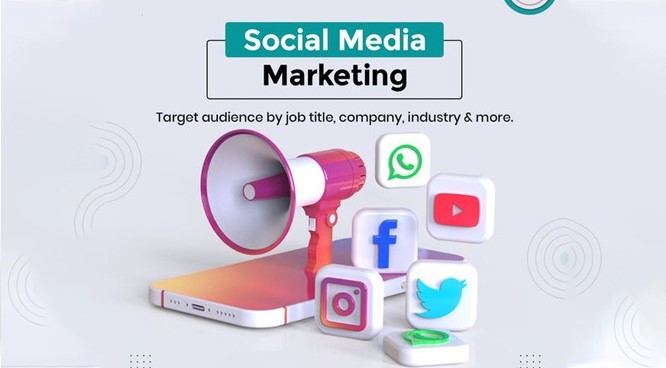 Social Media
Marketing
Target audience by job title, company, industry & more.